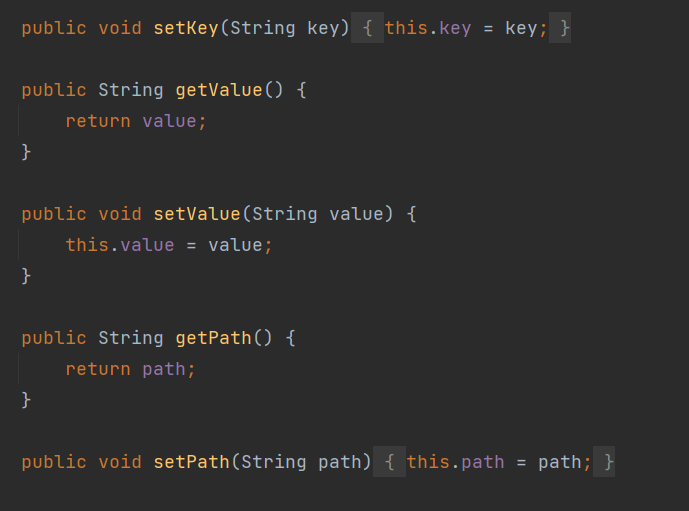 public void setKey(String key) { this.key = key; }
public String getValue() {
return value;
}
public void setValue(String value) {
this.value = value;
}
public String getPath() {
return path;
}
public void setPath(String path) { this.path = path; }